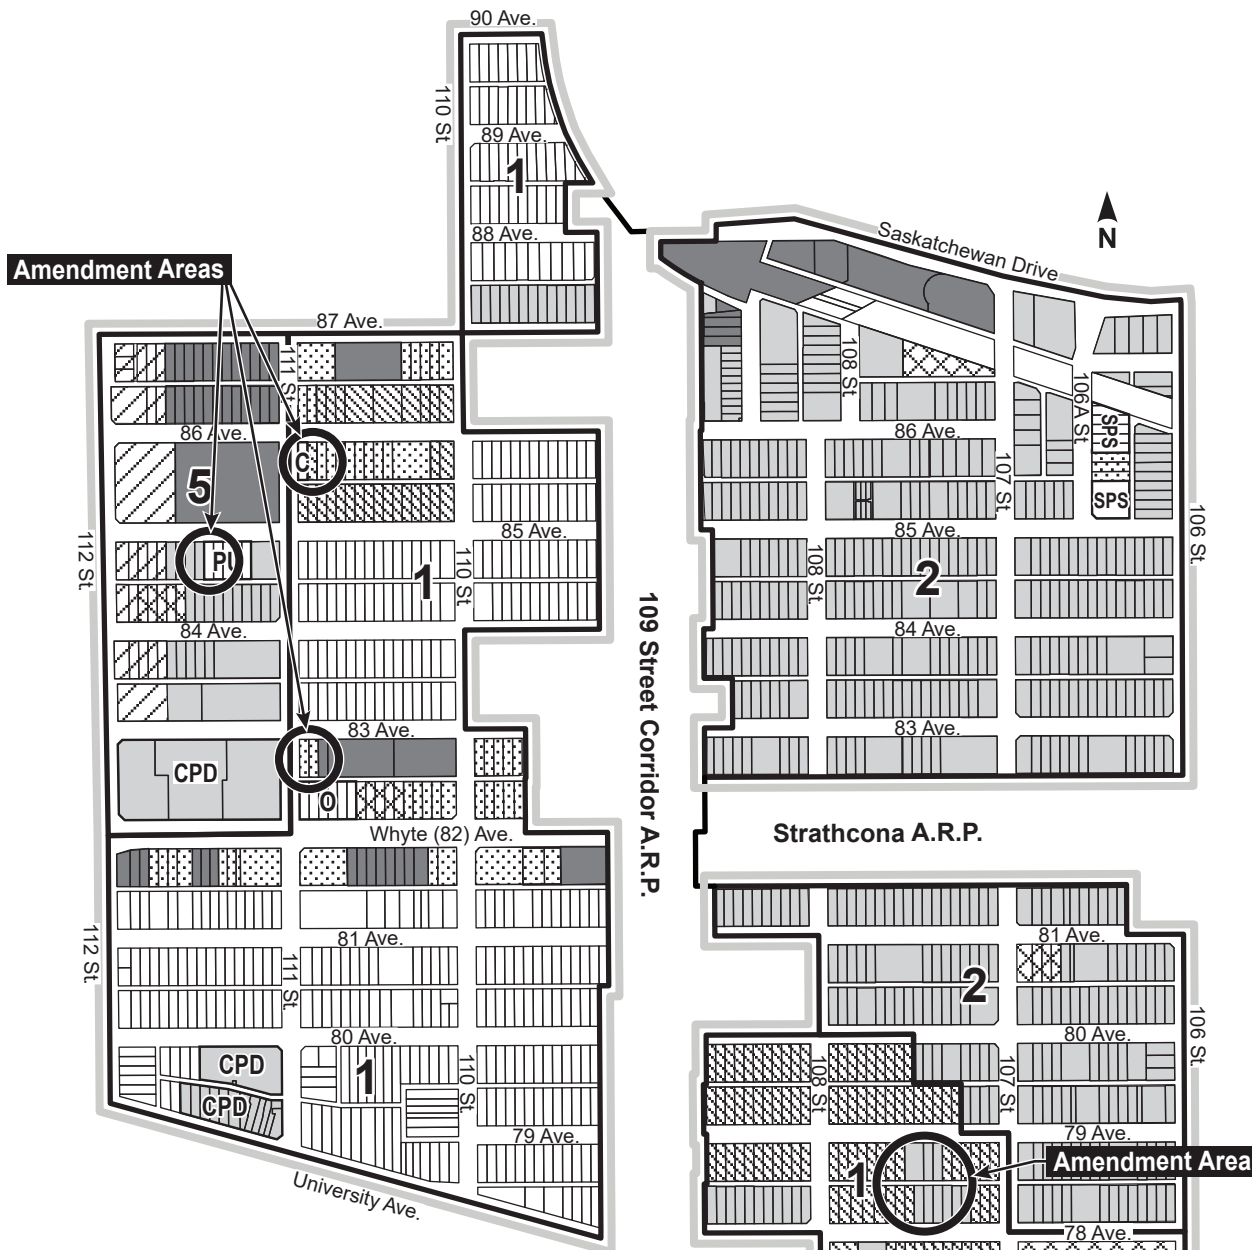 90 Ave.
110 St.
89 Ave.
1
88 Ave.
N
Saskatchewan Drive
Amendment Areas
87 Ave.
111 St.
108 St.
106A St.
86 Ave.
C
5
86 Ave.
107 St.
SPS
SPS
85 Ave.
85 Ave.
106 St.
112 St.
PU
1
110 St.
108 St.
2
84 Ave.
84 Ave.
109 Street Corridor A.R.P.
83 Ave.
83 Ave.
CPD
O
Whyte (82) Ave.
Strathcona A.R.P.
112 St.
81 Ave.
81 Ave.
111 St.
2
80 Ave.
80 Ave.
106 St.
CPD
1
110 St.
108 St
107 St.
CPD
79 Ave.
79 Ave.
Amendment Area
1
University Ave.
78 Ave.